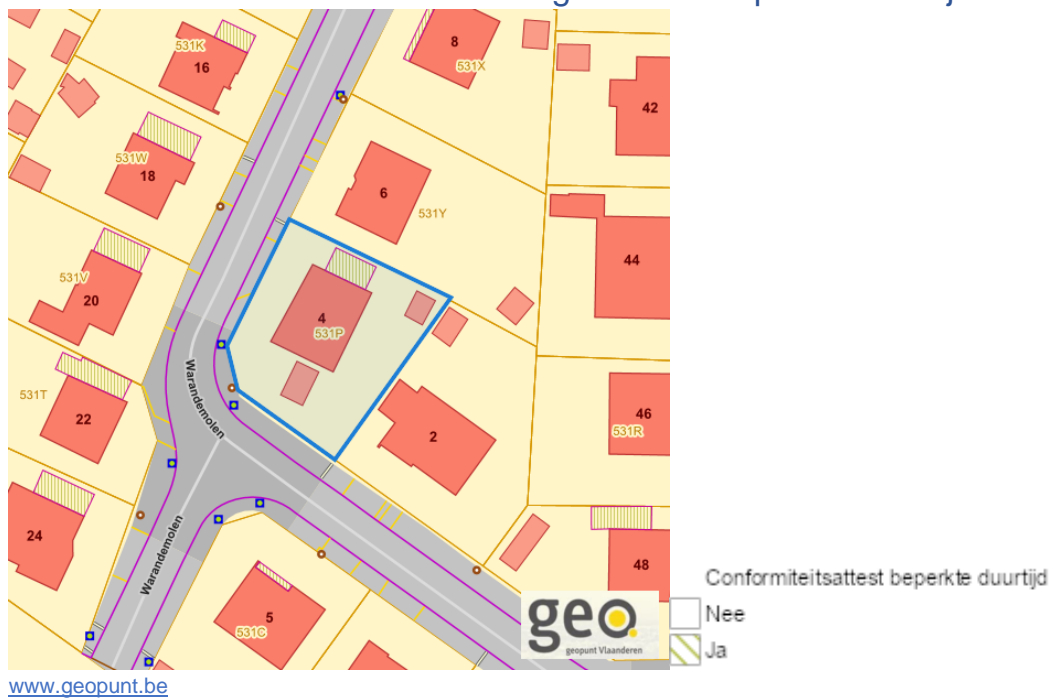 8
531X
531K
16
42
531W
18
6
531Y
44
531V
20
4
531P
Warandemolen
531T
22
2
46
531R
24
Warandemolen
48
5
531C
geo
geopunt Vlaanderen
Conformiteitsattest beperkte duurtijd
Nee
Ja
www.geopunt.be